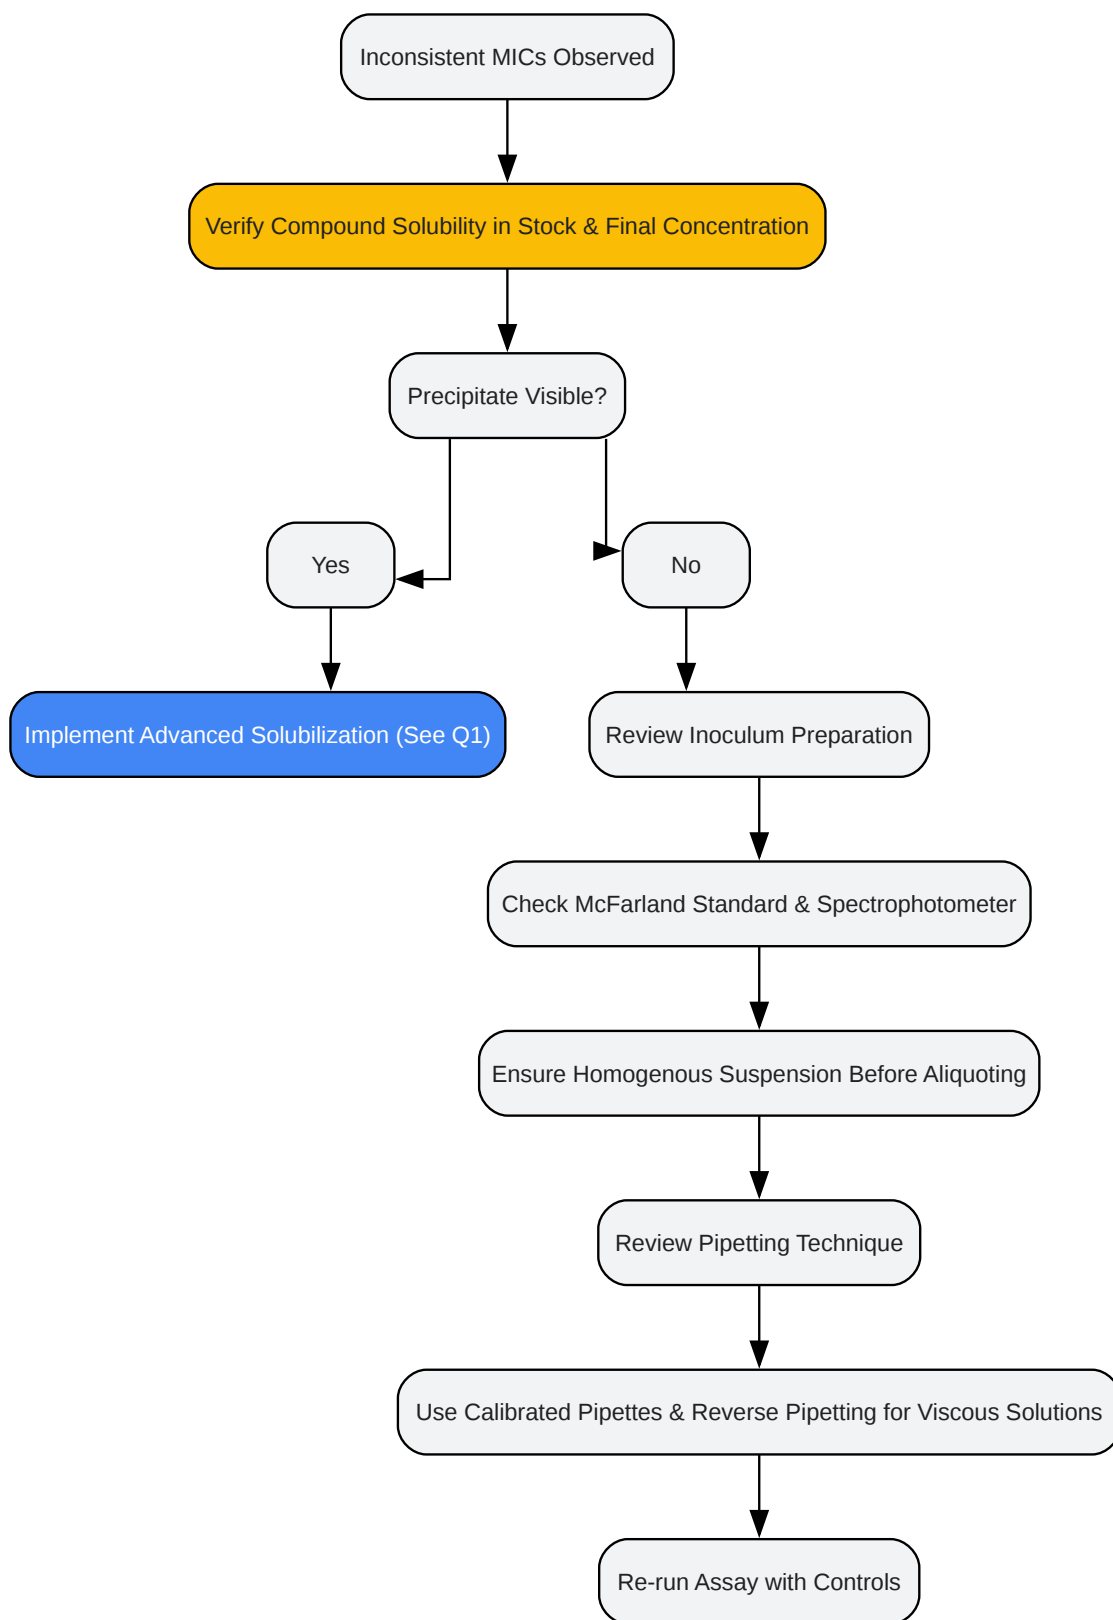 Inconsistent MICs Observed
Verify Compound Solubility in Stock & Final Concentration
Precipitate Visible?
Yes
No
Implement Advanced Solubilization (See Q1)
Review Inoculum Preparation
Check McFarland Standard & Spectrophotometer
Ensure Homogenous Suspension Before Aliquoting
Review Pipetting Technique
Use Calibrated Pipettes & Reverse Pipetting for Viscous Solutions
Re-run Assay with Controls